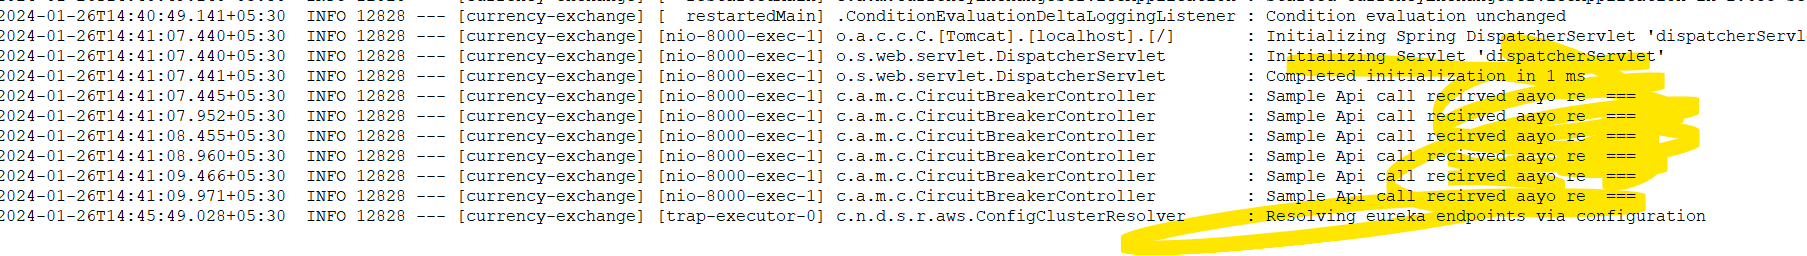 2024-01-26T14:40:49.141+05:30  INFO 12828 --- [currency-exchange] [  restartedMain] .ConditionEvaluationDeltaLoggingListener : Condition evaluation unchanged
2024-01-26T14:41:07.440+05:30  INFO 12828 --- [currency-exchange] [nio-8000-exec-1] o.a.c.c.C.[Tomcat].[localhost].[/]       : Initializing Spring DispatcherServlet 'dispatcherServl
2024-01-26T14:41:07.440+05:30  INFO 12828 --- [currency-exchange] [nio-8000-exec-1] o.s.web.servlet.DispatcherServlet        : Initializing Servlet 'dispatcherServlet'
2024-01-26T14:41:07.441+05:30  INFO 12828 --- [currency-exchange] [nio-8000-exec-1] o.s.web.servlet.DispatcherServlet        : Completed initialization in 1 ms
2024-01-26T14:41:07.445+05:30  INFO 12828 --- [currency-exchange] [nio-8000-exec-1] c.a.m.c.CircuitBreakerController         : Sample Api call recirved aayo re  ===
2024-01-26T14:41:07.952+05:30  INFO 12828 --- [currency-exchange] [nio-8000-exec-1] c.a.m.c.CircuitBreakerController         : Sample Api call recirved aayo re  ===
2024-01-26T14:41:08.455+05:30  INFO 12828 --- [currency-exchange] [nio-8000-exec-1] c.a.m.c.CircuitBreakerController         : Sample Api call recirved aayo re  ===
2024-01-26T14:41:08.960+05:30  INFO 12828 --- [currency-exchange] [nio-8000-exec-1] c.a.m.c.CircuitBreakerController         : Sample Api call recirved aayo re  ===
2024-01-26T14:41:09.466+05:30  INFO 12828 --- [currency-exchange] [nio-8000-exec-1] c.a.m.c.CircuitBreakerController         : Sample Api call recirved aayo re  ===
2024-01-26T14:41:09.971+05:30  INFO 12828 --- [currency-exchange] [nio-8000-exec-1] c.a.m.c.CircuitBreakerController         : Sample Api call recirved aayo re  ===
2024-01-26T14:45:49.028+05:30  INFO 12828 --- [currency-exchange] [trap-executor-0] c.n.d.s.r.aws.ConfigClusterResolver      : Resolving eureka endpoints via configuration